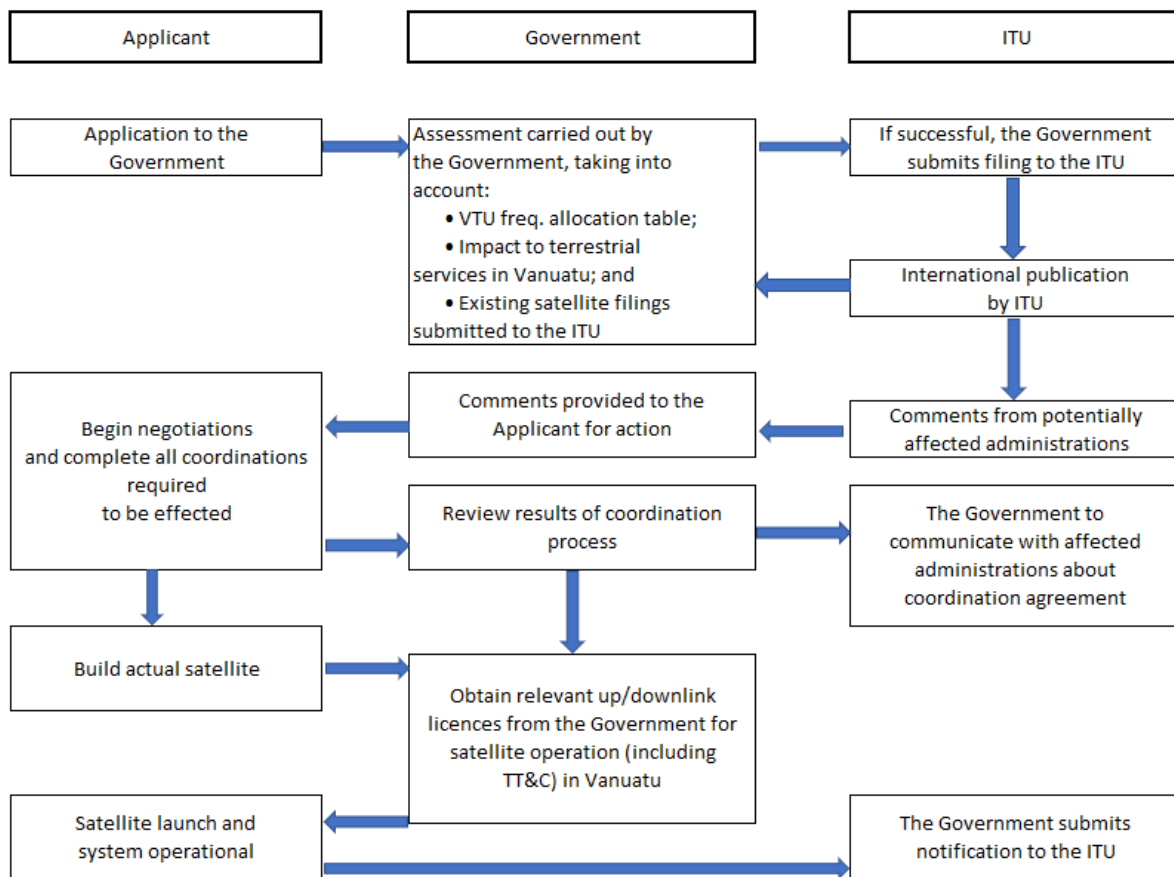 Applicant
Government
ITU
Application to the
Government
Assessment carried out by
the Government, taking into
account:
• VTU freq. allocation table;
• Impact to terrestrial
services in Vanuatu; and
• Existing satellite filings
submitted to the ITU
If successful, the Government
submits filing to the ITU
International publication
by ITU
Begin negotiations
and complete all coordinations
required
to be effected
Comments provided to the
Applicant for action
Comments from potentially
affected administrations
Review results of coordination
process
The Government to
communicate with affected
administrations about
coordination agreement
Build actual satellite
Obtain relevant up/downlink
licences from the Government for
satellite operation (including
TT&C) in Vanuatu
Satellite launch and
system operational
The Government submits
notification to the ITU